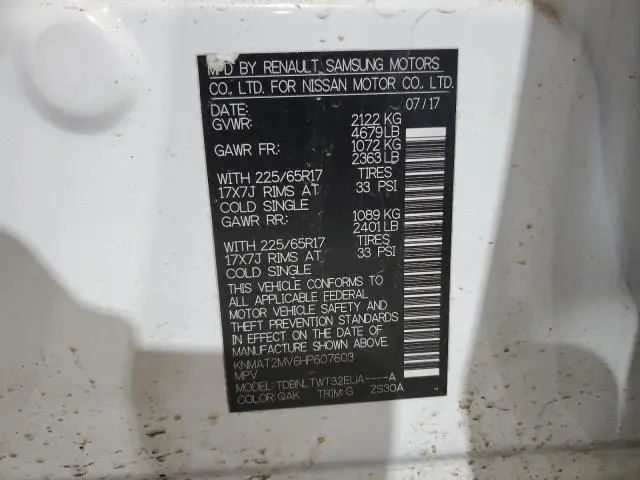 MFD BY RENAULT SAMSUNG MOTORS
CO., LTD. FOR NISSAN MOTOR CO., LTD.
DATE: 07/17
GVWR: 2122 KG
4679 LB
GAWR FR: 1072 KG
2363 LB
WITH 225/65R17 TIRES
17X7J RIMS AT 33 PSI
COLD SINGLE
GAWR RR: 1089 KG
2401 LB
WITH 225/65R17 TIRES
17X7J RIMS AT 33 PSI
COLD SINGLE
THIS VEHICLE CONFORMS TO
ALL APPLICABLE FEDERAL
MOTOR VEHICLE SAFETY AND
THEFT PREVENTION STANDARDS
IN EFFECT ON THE DATE OF
MANUFACTURE SHOWN ABOVE.
KNMAT2MV6HP607603
MPV
MODEL: TDBNLTWT32EUA----A
COLOR: QAK TRIM: G ZS30A